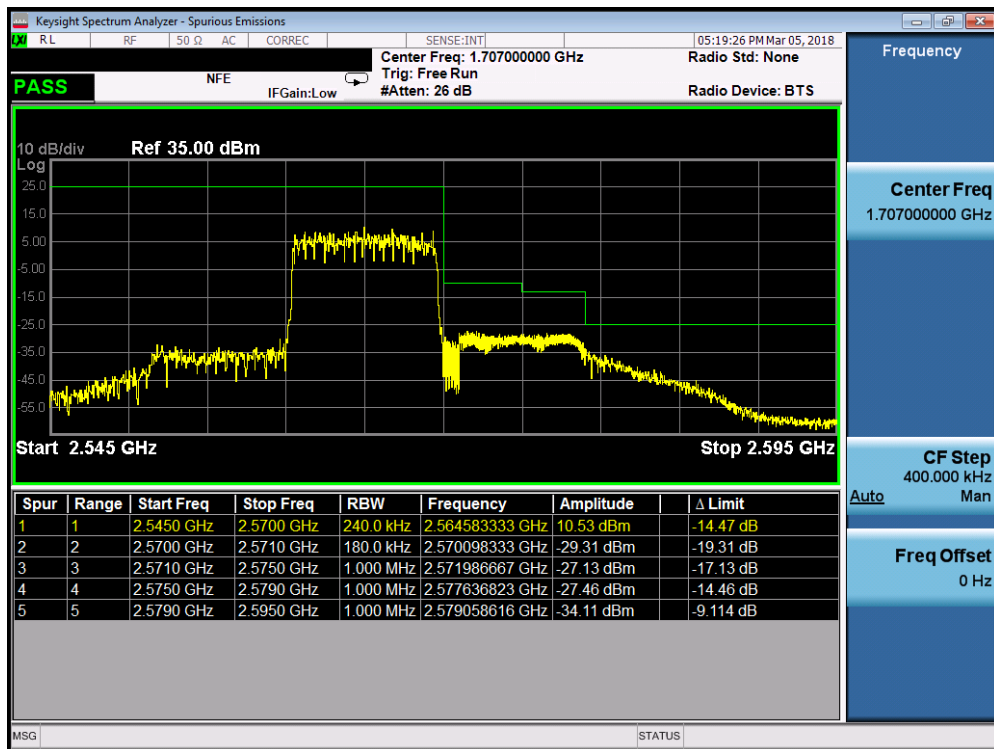 Keysight Spectrum Analyzer - Spurious Emissions
LXI RL RF 50 Ω AC CORREC SENSE:INT 05:19:26 PM Mar 05, 2018
Center Freq: 1.707000000 GHz Radio Std: None
NFE Trig: Free Run
PASS IFGain:Low #Atten: 26 dB Radio Device: BTS
10 dB/div Ref 35.00 dBm
Log
25.0
15.0
5.00
-5.00
-15.0
-25.0
-35.0
-45.0
-55.0
Start 2.545 GHz Stop 2.595 GHz
Spur Range Start Freq Stop Freq RBW Frequency Amplitude Δ Limit
1 1 2.5450 GHz 2.5700 GHz 240.0 kHz 2.564583333 GHz 10.53 dBm -14.47 dB
2 2 2.5700 GHz 2.5710 GHz 180.0 kHz 2.570098333 GHz -29.31 dBm -19.31 dB
3 3 2.5710 GHz 2.5750 GHz 1.000 MHz 2.571986667 GHz -27.13 dBm -17.13 dB
4 4 2.5750 GHz 2.5790 GHz 1.000 MHz 2.577636823 GHz -27.46 dBm -14.46 dB
5 5 2.5790 GHz 2.5950 GHz 1.000 MHz 2.579058616 GHz -34.11 dBm -9.114 dB
Frequency
Center Freq
1.707000000 GHz
CF Step
400.000 kHz
Auto Man
Freq Offset
0 Hz
MSG STATUS